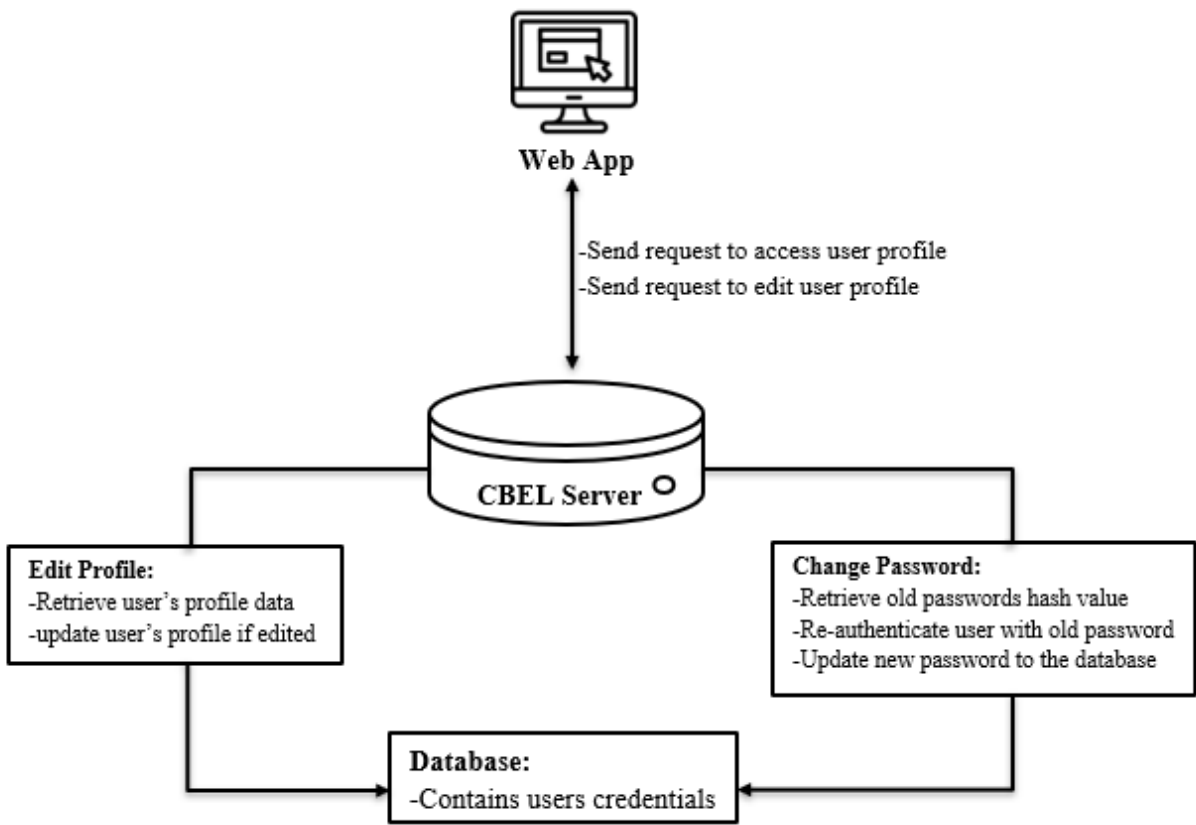 Web App
-Send request to access user profile
-Send request to edit user profile
CBEL Server
Edit Profile:
-Retrieve user’s profile data
-update user’s profile if edited
Change Password:
-Retrieve old passwords hash value
-Re-authenticate user with old password
-Update new password to the database
Database:
-Contains users credentials